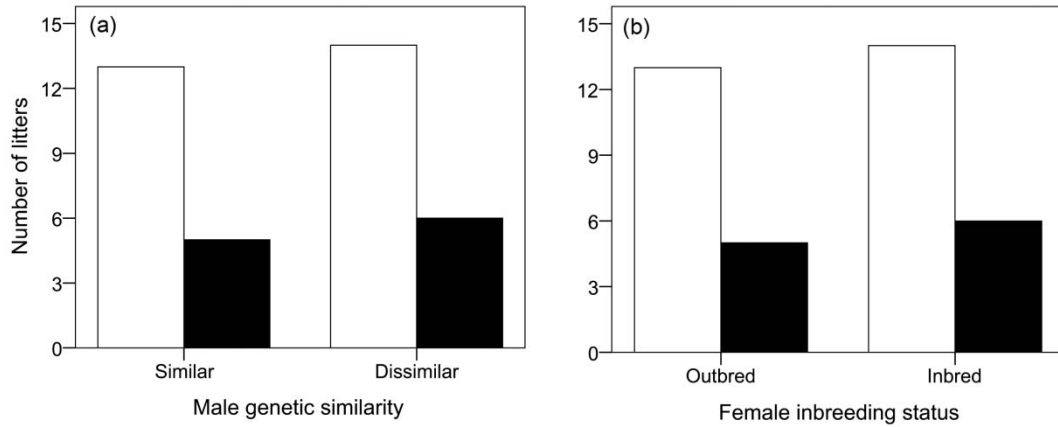 (a)
Number of litters
15
12
9
6
3
0
Similar Dissimilar
Male genetic similarity
(b)
15
12
9
6
3
0
Outbred Inbred
Female inbreeding status